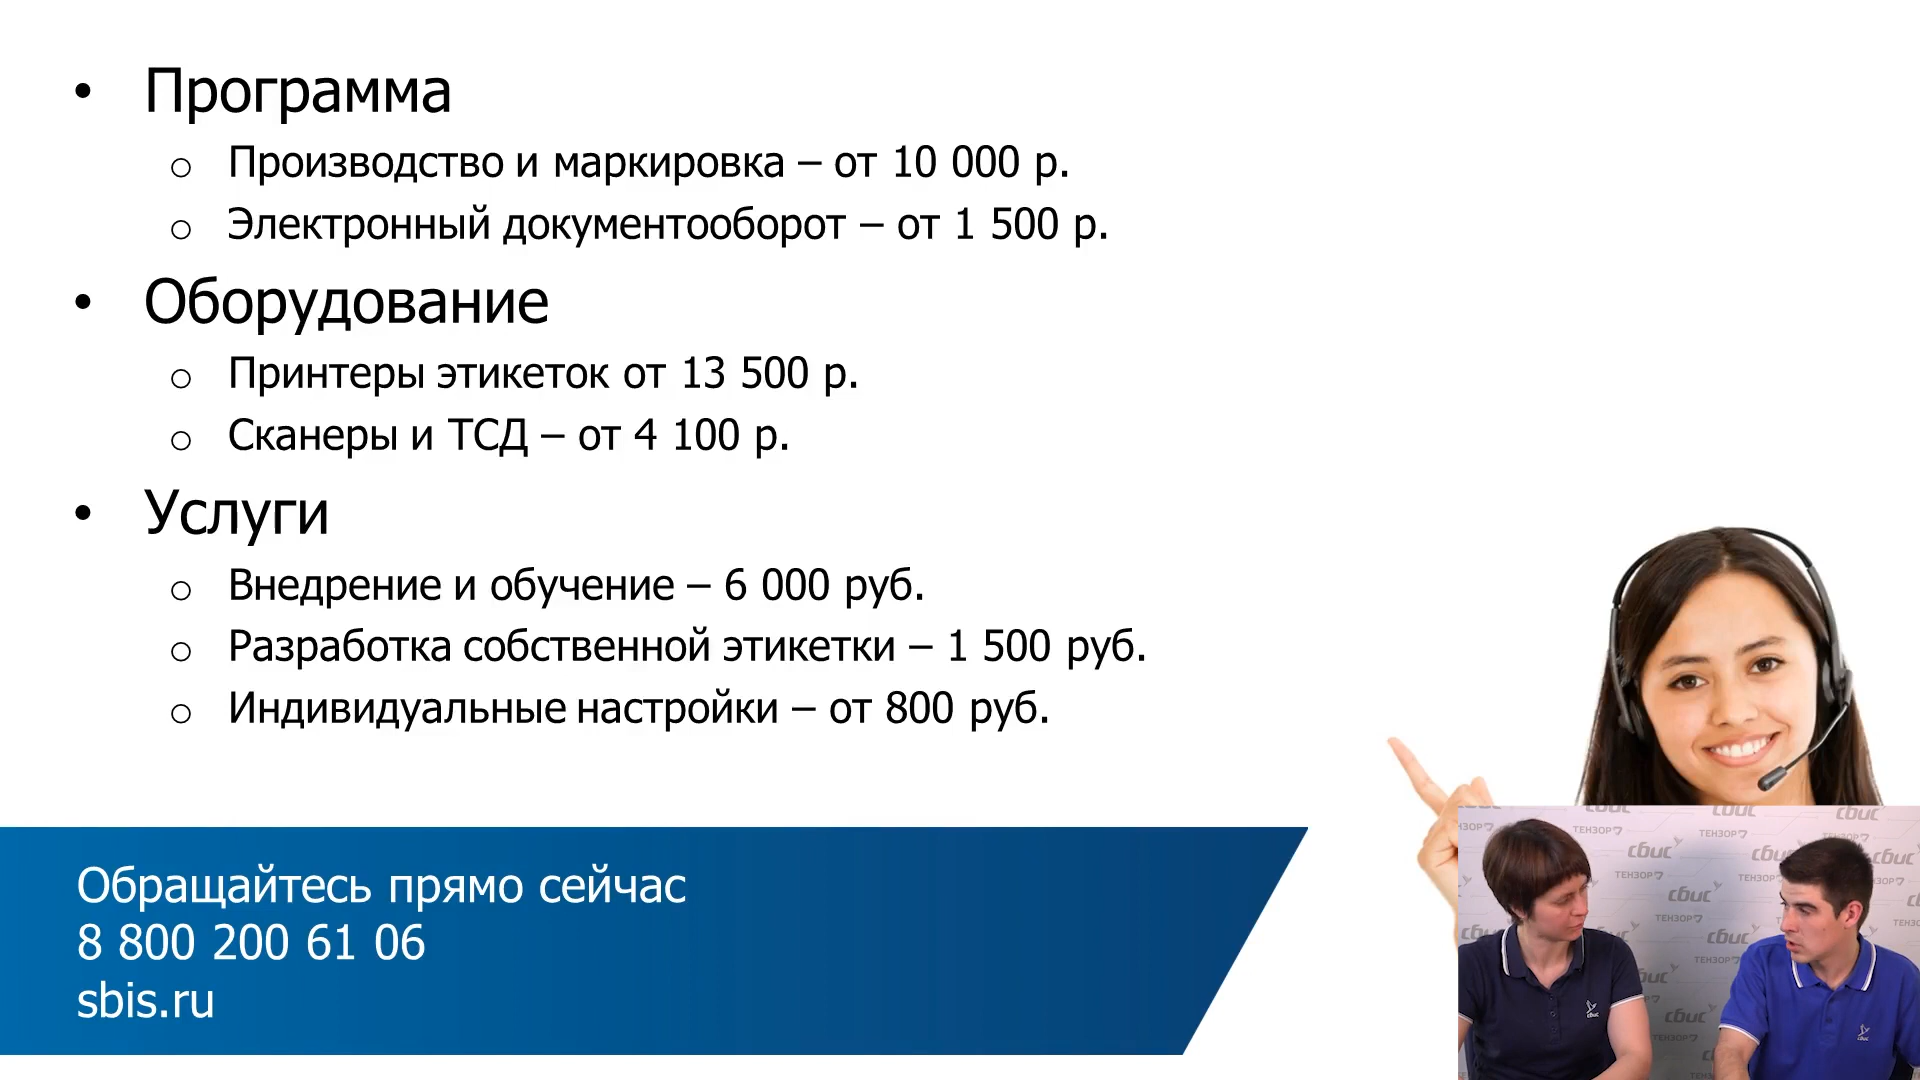 • Программа
o Производство и маркировка – от 10 000 р.
o Электронный документооборот – от 1 500 р.
• Оборудование
o Принтеры этикеток от 13 500 р.
o Сканеры и ТСД – от 4 100 р.
• Услуги
o Внедрение и обучение – 6 000 руб.
o Разработка собственной этикетки – 1 500 руб.
o Индивидуальные настройки – от 800 руб.
Обращайтесь прямо сейчас
8 800 200 61 06
sbis.ru
сбис
ТЕНЗОР